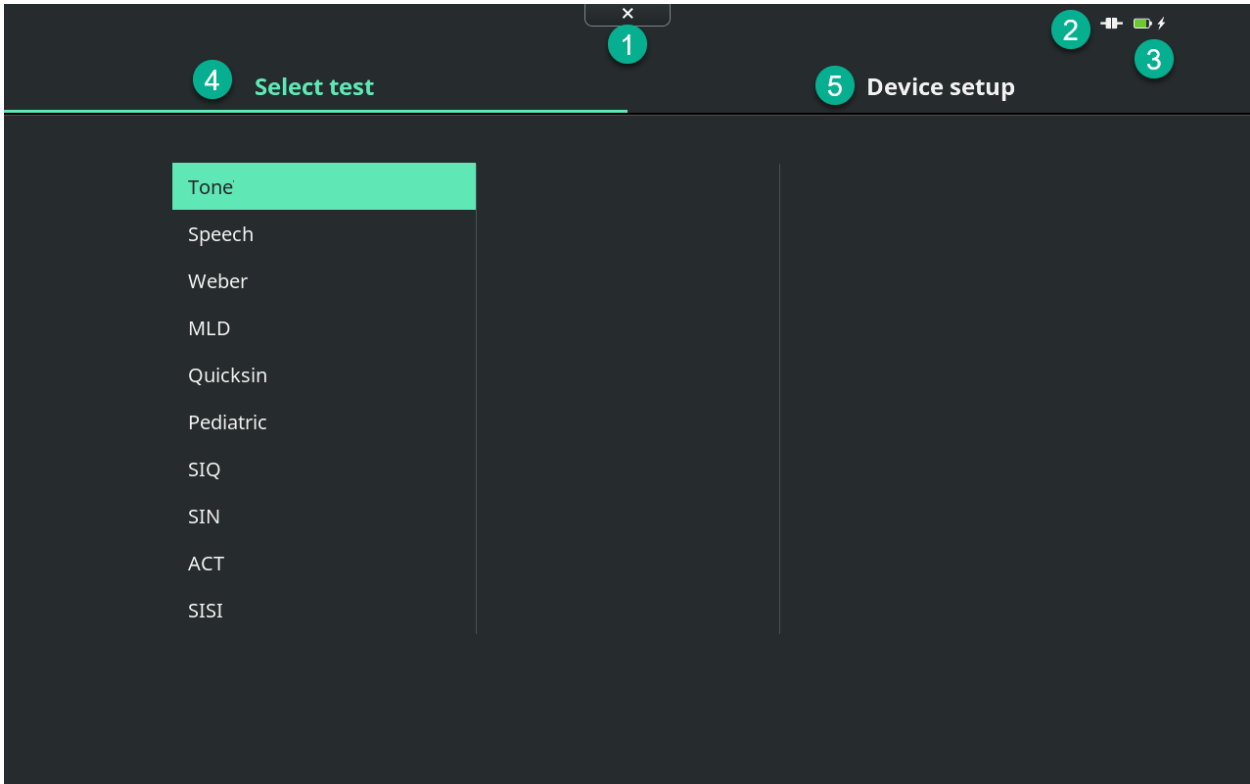 ×
1
2
3
4 Select test
5 Device setup
Tone
Speech
Weber
MLD
Quicksin
Pediatric
SIQ
SIN
ACT
SISI